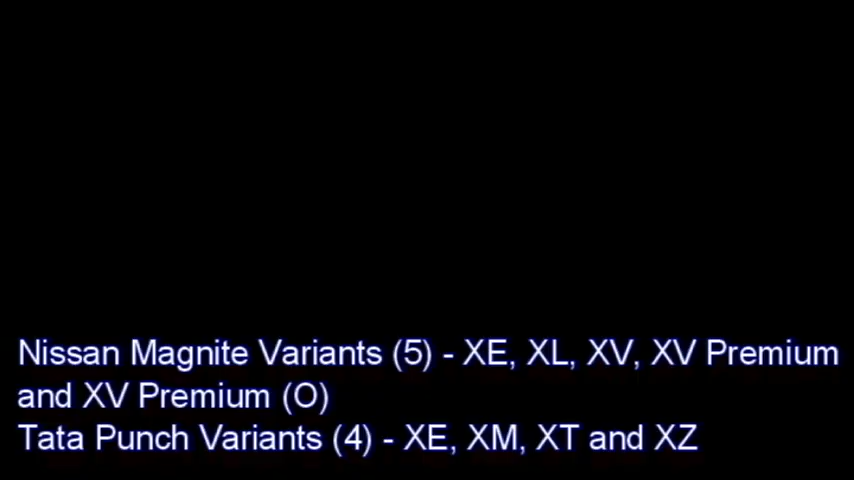 Nissan Magnite Variants (5) - XE, XL, XV, XV Premium
and XV Premium (O)
Tata Punch Variants (4) - XE, XM, XT and XZ